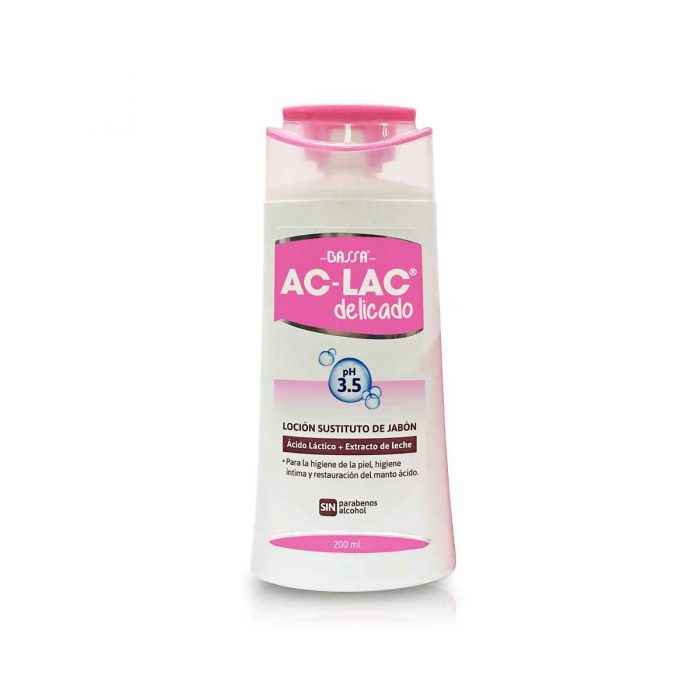 BASSA
AC-LAC®
delicado
pH
3.5
LOCIÓN SUSTITUTO DE JABÓN
Ácido Láctico + Extracto de leche
• Para la higiene de la piel, higiene
íntima y restauración del manto ácido.
SIN parabenos
alcohol
200 ml.